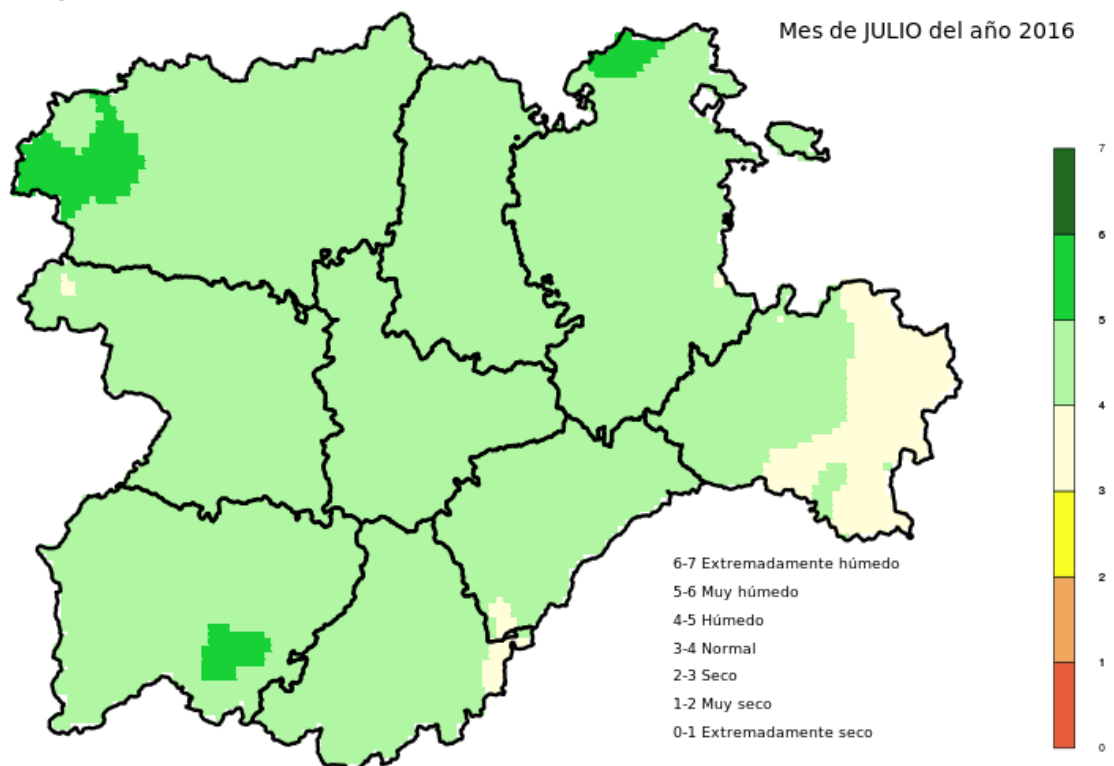 Mes de JULIO del año 2016
7
6
5
4
3
2
1
0
6-7 Extremadamente húmedo
5-6 Muy húmedo
4-5 Húmedo
3-4 Normal
2-3 Seco
1-2 Muy seco
0-1 Extremadamente seco